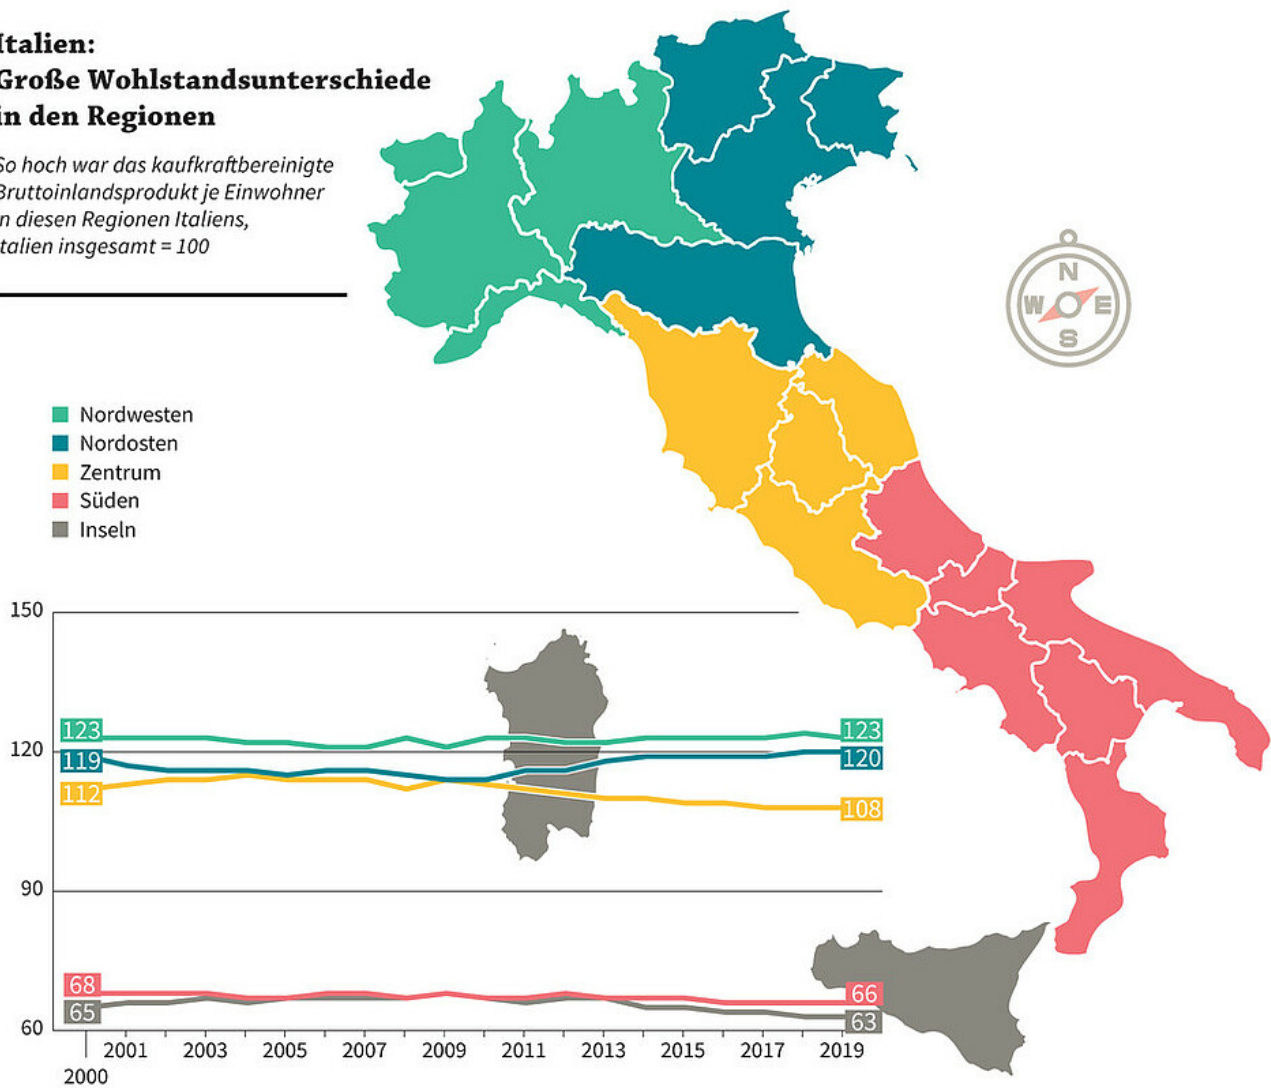 Italien:
Große Wohlstandsunterschiede
in den Regionen
So hoch war das kaufkraftbereinigte
Bruttoinlandsprodukt je Einwohner
in diesen Regionen Italiens,
Italien insgesamt = 100
N
W E
S
Nordwesten
Nordosten
Zentrum
Süden
Inseln
150
123 123
120
119 120
112 108
90
68 66
65 63
60
2001 2003 2005 2007 2009 2011 2013 2015 2017 2019
2000